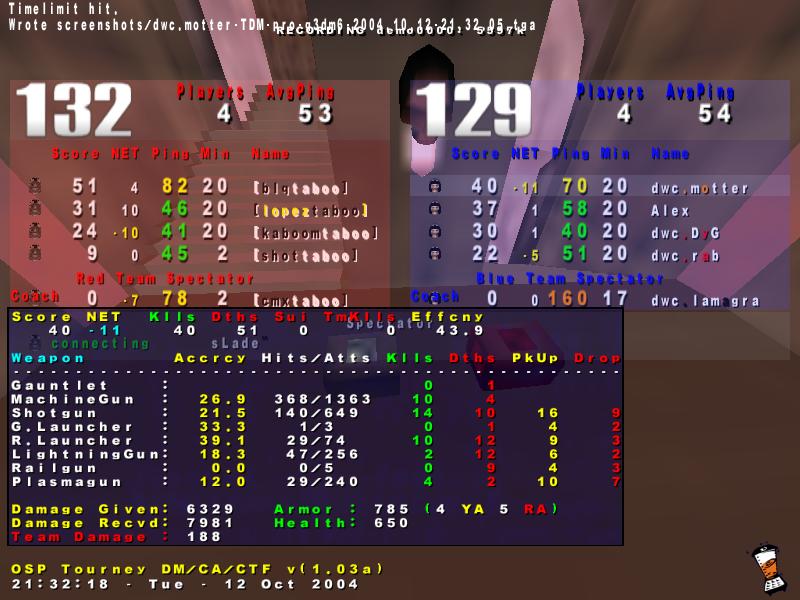 Timelimit hit.
Wrote screenshots/dwc.motter-TDM-pro-q3dm6-2004_10_12-21_32_05.tga
RECORDING demo0000: 5997k
132 Players AvgPing
4 53
Score NET Ping Min Name
51 4 82 20 [blqtaboo]
31 10 46 20 [lopeztaboo]
24 -10 41 20 [kaboomtaboo]
9 0 45 2 [shottaboo]
Red Team Spectator
Coach 0 -7 78 2 [cmxtaboo]
129 Players AvgPing
4 54
Score NET Ping Min Name
40 -11 70 20 dwc.motter
37 1 58 20 Alex
30 1 40 20 dwc.DyG
22 -5 51 20 dwc.rab
Blue Team Spectator
Coach 0 0 160 17 dwc.lamagra
Spectator
connecting sLade
Score NET Klls Dths Sui TmKlls Effcny
40 -11 40 51 0 0 43.9
Weapon Accrcy Hits/Atts Klls Dths PkUp Drop
Gauntlet : 0 1
MachineGun : 26.9 368/1363 10 4
Shotgun : 21.5 140/649 14 10 16 9
G.Launcher : 33.3 1/3 0 1 4 2
R.Launcher : 39.1 29/74 10 12 9 3
LightningGun: 18.3 47/256 2 12 6 2
Railgun : 0.0 0/5 0 9 4 3
Plasmagun : 12.0 29/240 4 2 10 7
Damage Given: 6329 Armor : 785 (4 YA 5 RA)
Damage Recvd: 7981 Health: 650
Team Damage : 188
OSP Tourney DM/CA/CTF v(1.03a)
21:32:18 - Tue - 12 Oct 2004